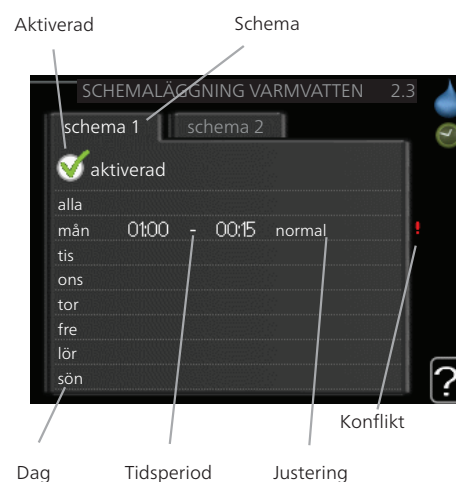 Aktiverad Schema
SCHEMALÄGGNING VARMVATTEN 2.3
schema 1 schema 2
aktiverad
alla
mån 01:00 - 00:15 normal !
tis
ons
tor
fre
lör
sön
?
Konflikt
Dag Tidsperiod Justering